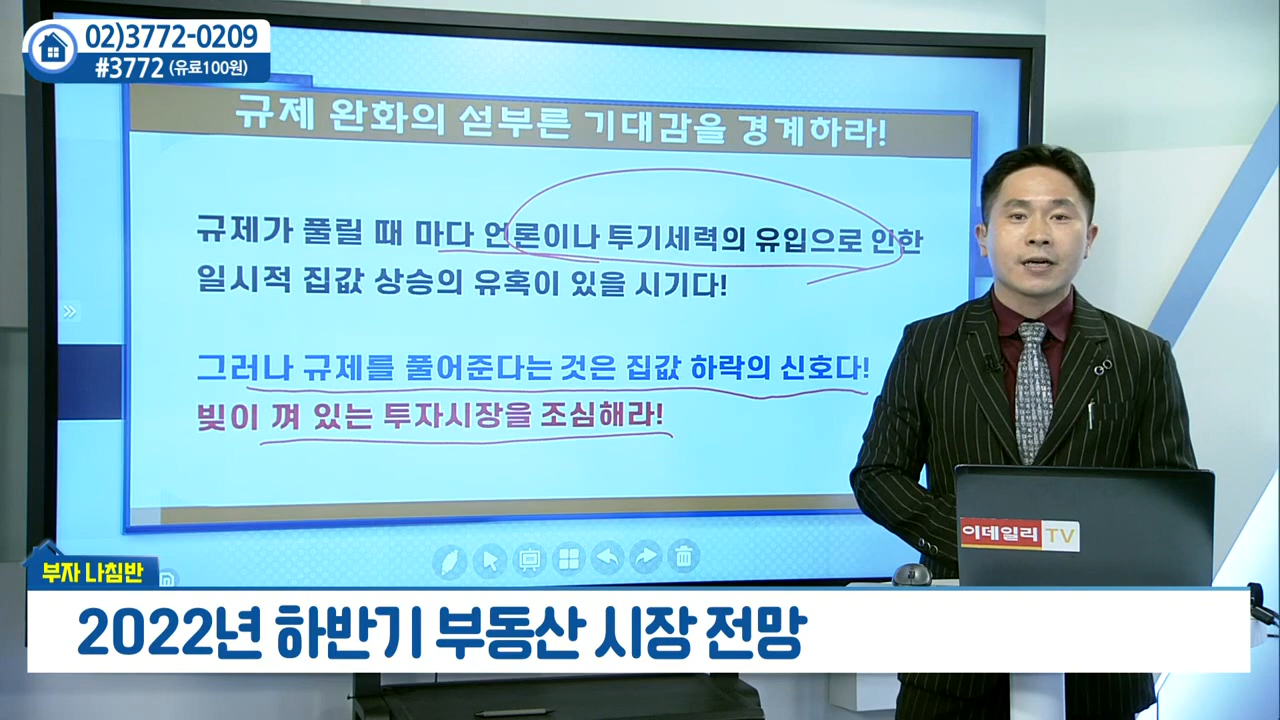 02)3772-0209
#3772 (유료100원)
규제 완화의 섣부른 기대감을 경계하라!
규제가 풀릴 때 마다 언론이나 투기세력의 유입으로 인한
일시적 집값 상승의 유혹이 있을 시기다!
그러나 규제를 풀어준다는 것은 집값 하락의 신호다!
빚이 껴 있는 투자시장을 조심해라!
이데일리 TV
부자 나침반
2022년 하반기 부동산 시장 전망